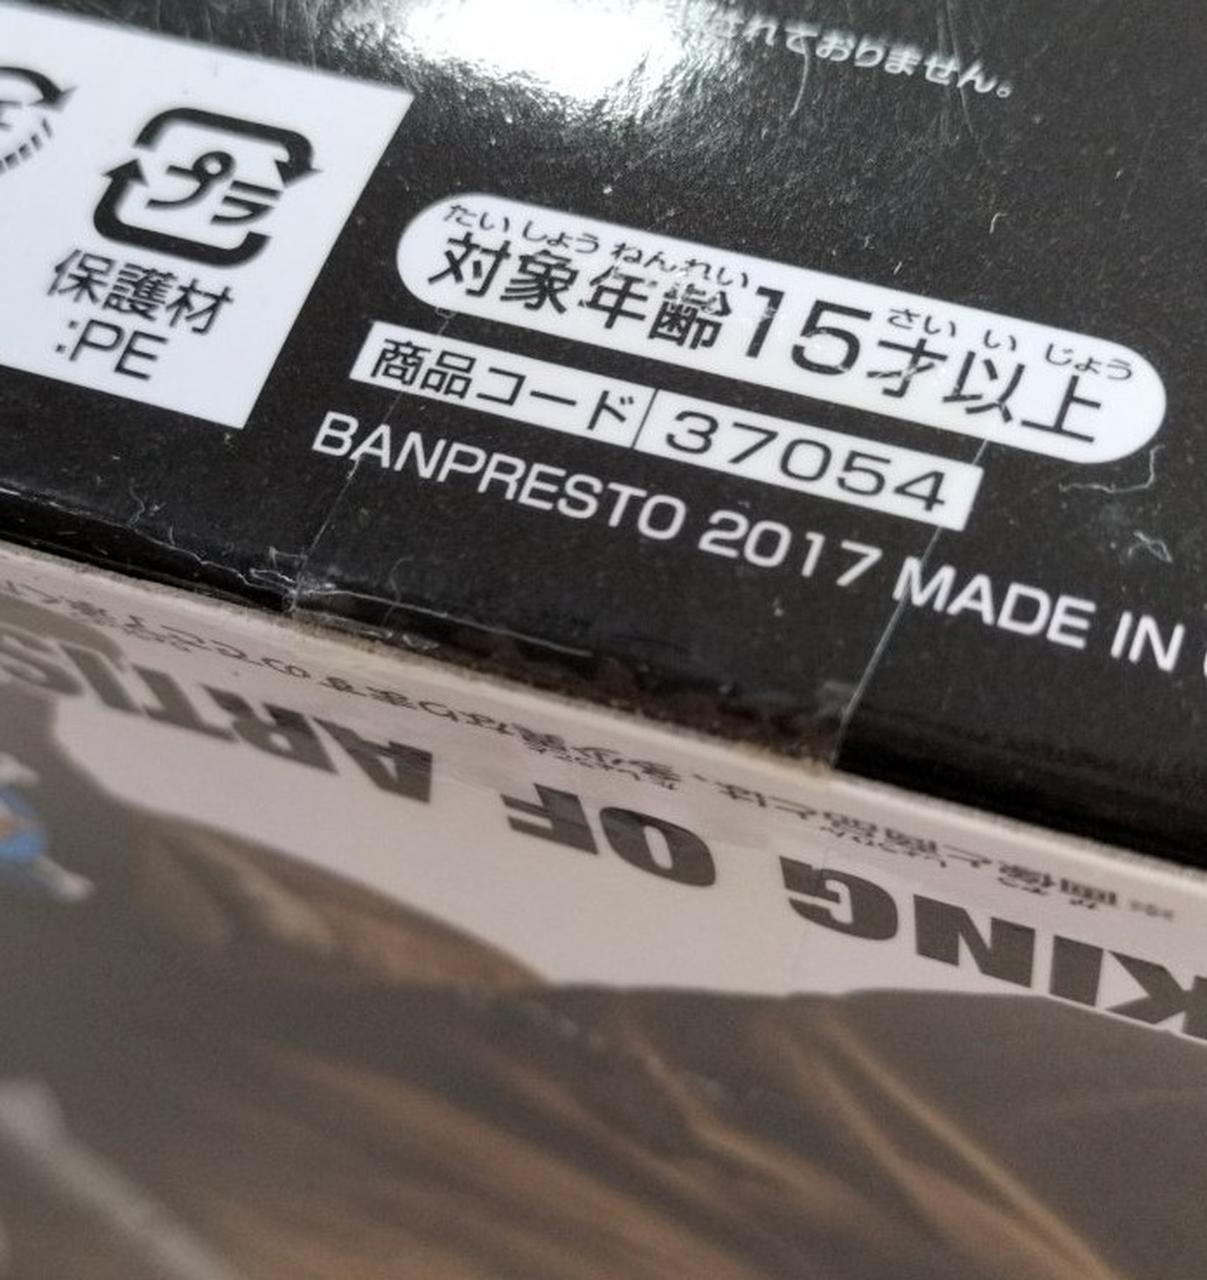 されておりません。
プラ
保護材
:PE
たいしょうねんれい さいいじょう
対象年齢15才以上
商品コード 37054
BANPRESTO 2017 MADE IN
KING OF ARTIS